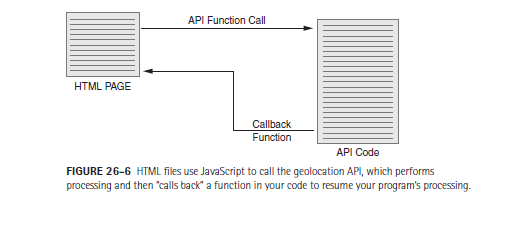 API Function Call
HTML PAGE
Callback
Function
API Code
FIGURE 26-6 HTML files use JavaScript to call the geolocation API, which performs
processing and then "calls back" a function in your code to resume your program's processing.